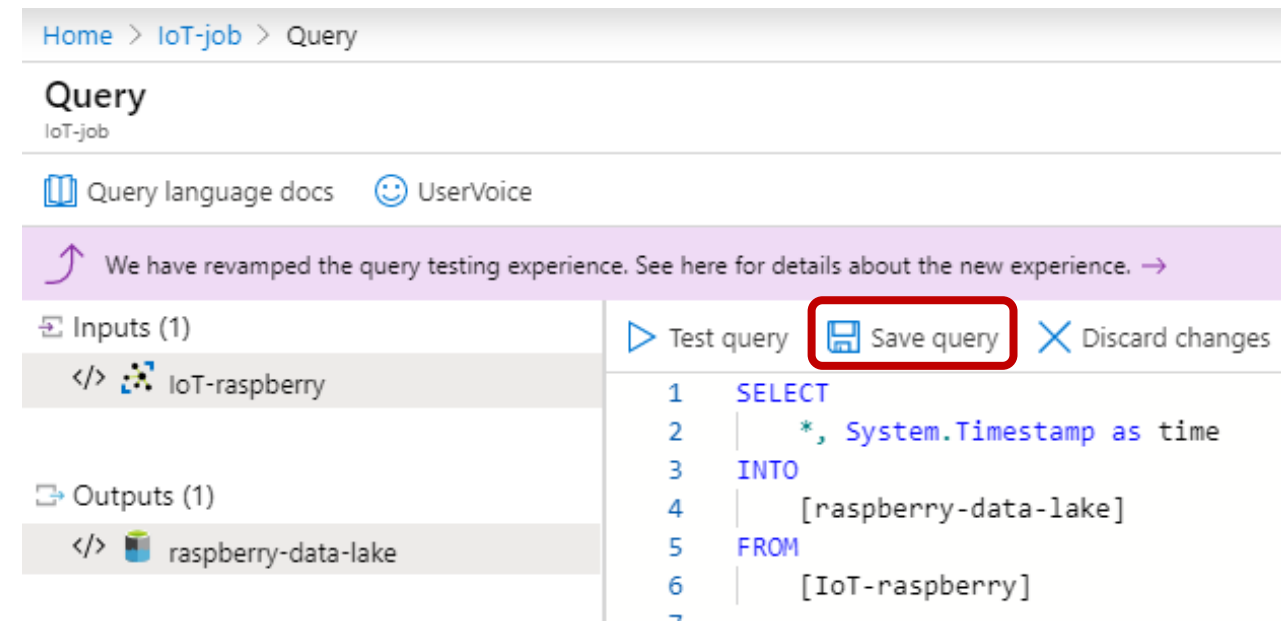 Home > IoT-job > Query
Query
IoT-job
Query language docs UserVoice
We have revamped the query testing experience. See here for details about the new experience. →
Inputs (1)
</> IoT-raspberry
Outputs (1)
</> raspberry-data-lake
Test query Save query Discard changes
1 SELECT
2 *, System.Timestamp as time
3 INTO
4 [raspberry-data-lake]
5 FROM
6 [IoT-raspberry]
7